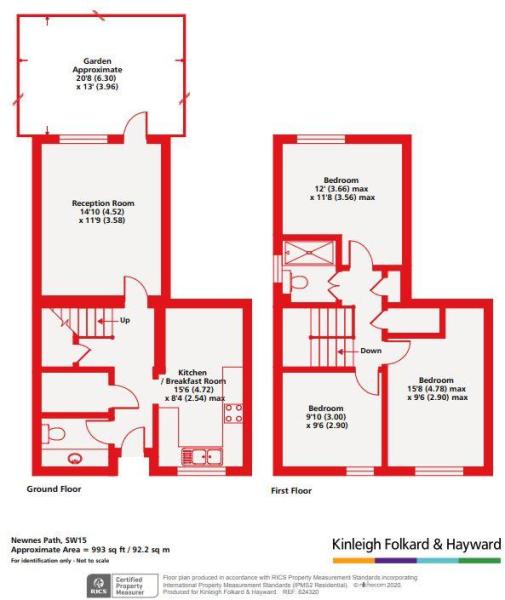 Garden
Approximate
20'8 (6.30)
x 13' (3.96)
Reception Room
14'10 (4.52)
x 11'9 (3.58)
Up
Kitchen
/ Breakfast Room
15'6 (4.72)
x 8'4 (2.54) max
Ground Floor
Bedroom
12' (3.66) max
x 11'8 (3.56) max
Down
Bedroom
15'8 (4.78) max
x 9'6 (2.90) max
Bedroom
9'10 (3.00)
x 9'6 (2.90)
First Floor
Newnes Path, SW15
Approximate Area = 993 sq ft / 92.2 sq m
For identification only - Not to scale
Kinleigh Folkard & Hayward
RICS
Certified
Property
Measurer
Floor plan produced in accordance with RICS Property Measurement Standards incorporating
International Property Measurement Standards (IPMS2 Residential). © nichecom 2020.
Produced for Kinleigh Folkard & Hayward. REF: 624320